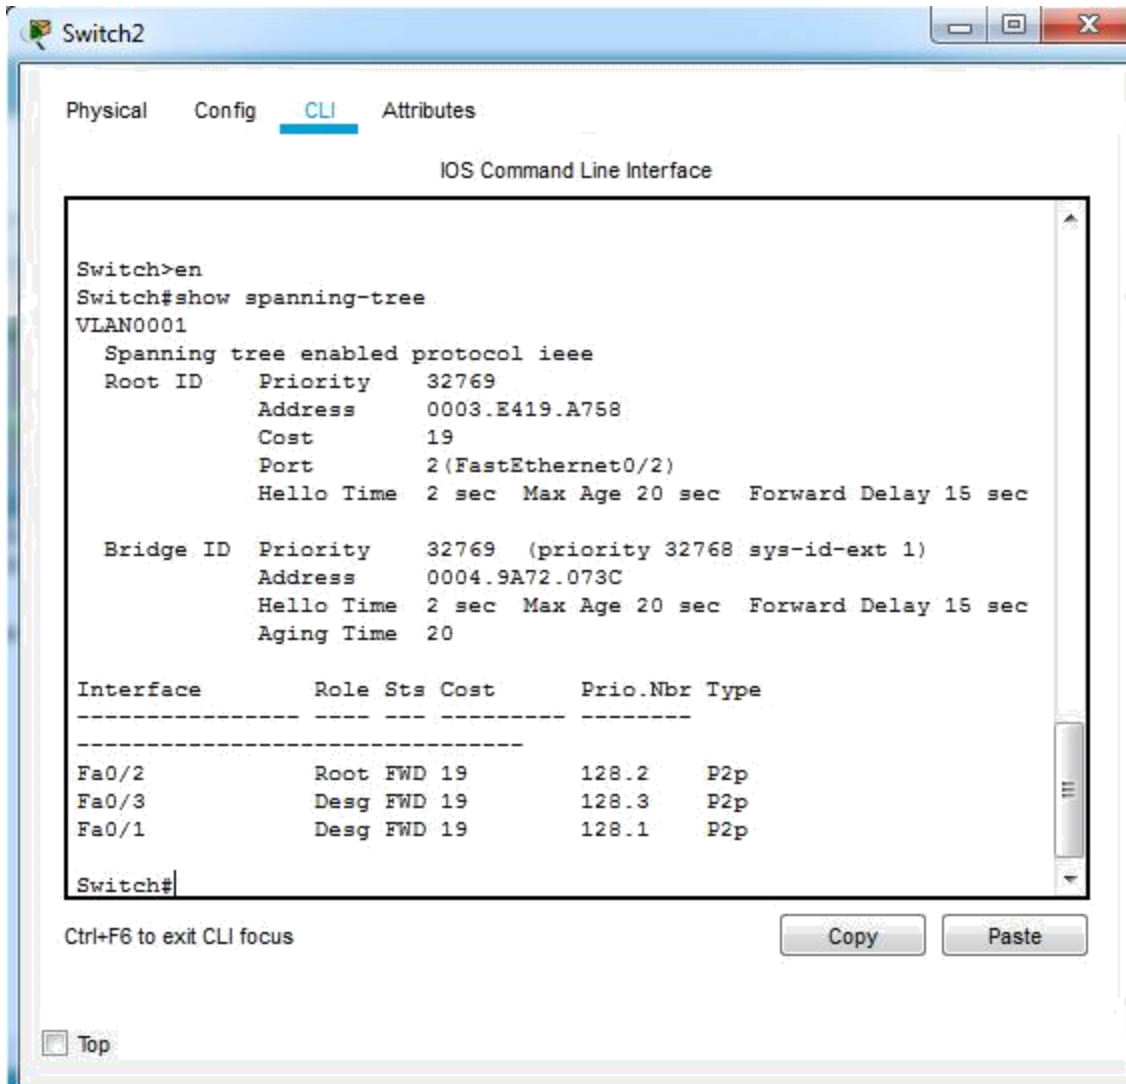 Switch2
Physical Config CLI Attributes
IOS Command Line Interface
Switch>en
Switch#show spanning-tree
VLAN0001
  Spanning tree enabled protocol ieee
  Root ID    Priority    32769
             Address     0003.E419.A758
             Cost        19
             Port        2(FastEthernet0/2)
             Hello Time  2 sec  Max Age 20 sec  Forward Delay 15 sec
  Bridge ID  Priority    32769  (priority 32768 sys-id-ext 1)
             Address     0004.9A72.073C
             Hello Time  2 sec  Max Age 20 sec  Forward Delay 15 sec
             Aging Time  20
Interface        Role Sts Cost      Prio.Nbr Type
---------------- ---- --- --------- --------
--------------------------------
Fa0/2            Root FWD 19        128.2    P2p
Fa0/3            Desg FWD 19        128.3    P2p
Fa0/1            Desg FWD 19        128.1    P2p
Switch#
Ctrl+F6 to exit CLI focus
Copy Paste
Top